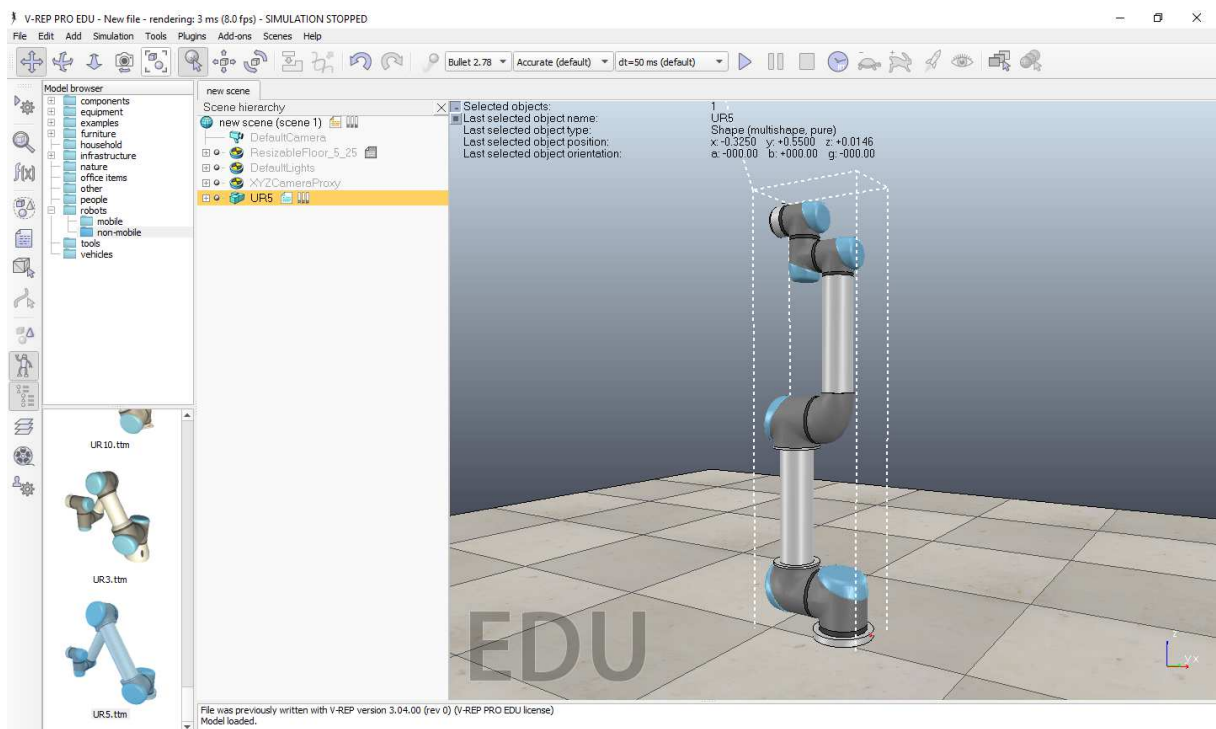 V-REP PRO EDU - New file - rendering: 3 ms (8.0 fps) - SIMULATION STOPPED
File Edit Add Simulation Tools Plugins Add-ons Scenes Help
Bullet 2.78 Accurate (default) dt=50 ms (default)
Model browser
components
equipment
examples
furniture
household
infrastructure
nature
office items
other
people
robots
mobile
non-mobile
tools
vehicles
UR10.ttm
UR3.ttm
UR5.ttm
new scene
Scene hierarchy
new scene (scene 1)
DefaultCamera
ResizableFloor_5_25
DefaultLights
XYZCameraProxy
UR5
Selected objects: 1
Last selected object name: UR5
Last selected object type: Shape (multishape, pure)
Last selected object position: x: -0.3250 y: +0.5500 z: +0.0146
Last selected object orientation: a: -000.00 b: +000.00 g: -000.00
f(x)
EDU
z
y x
File was previously written with V-REP version 3.04.00 (rev 0) (V-REP PRO EDU license)
Model loaded.